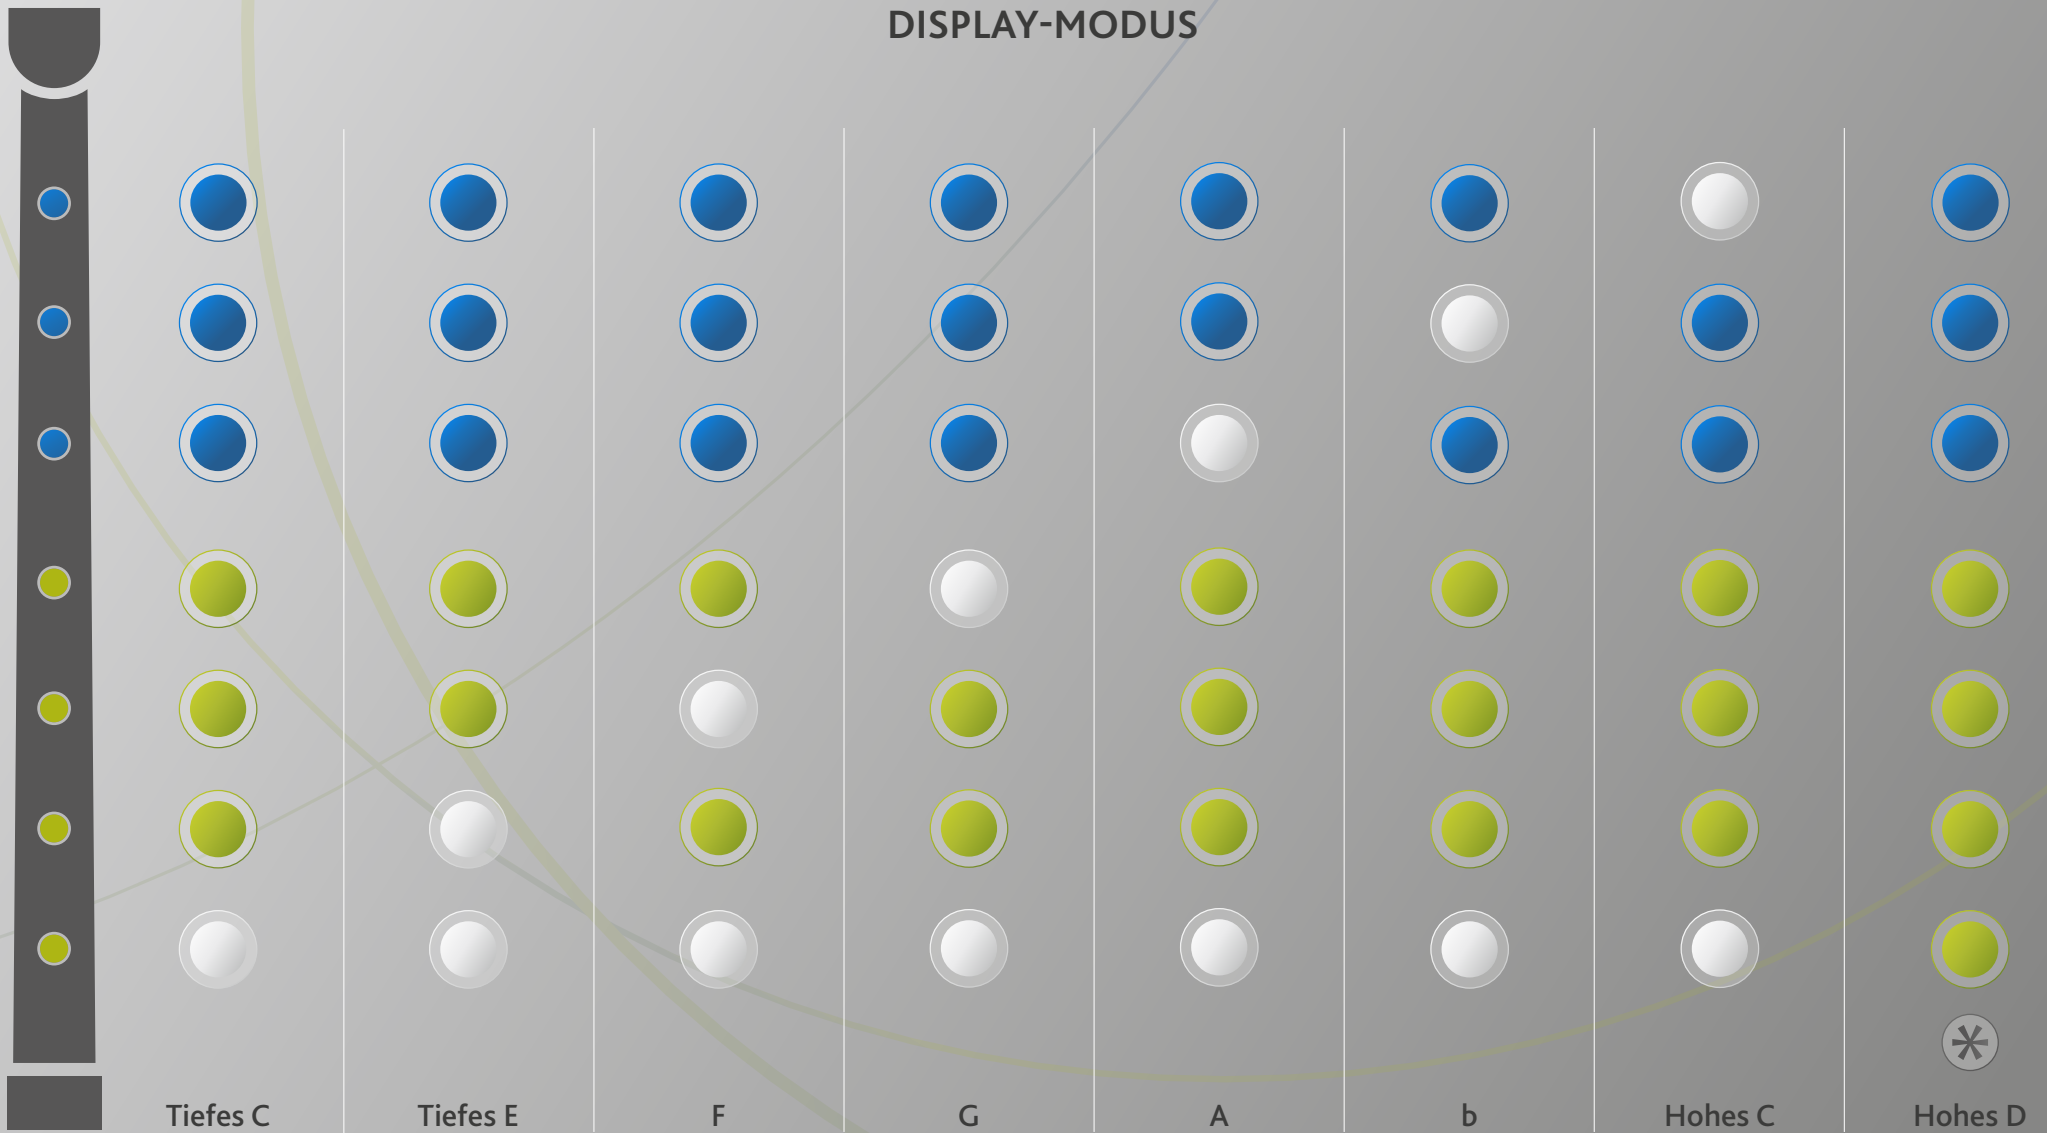 DISPLAY-MODUS
*
Tiefes C
Tiefes E
F
G
A
b
Hohes C
Hohes D